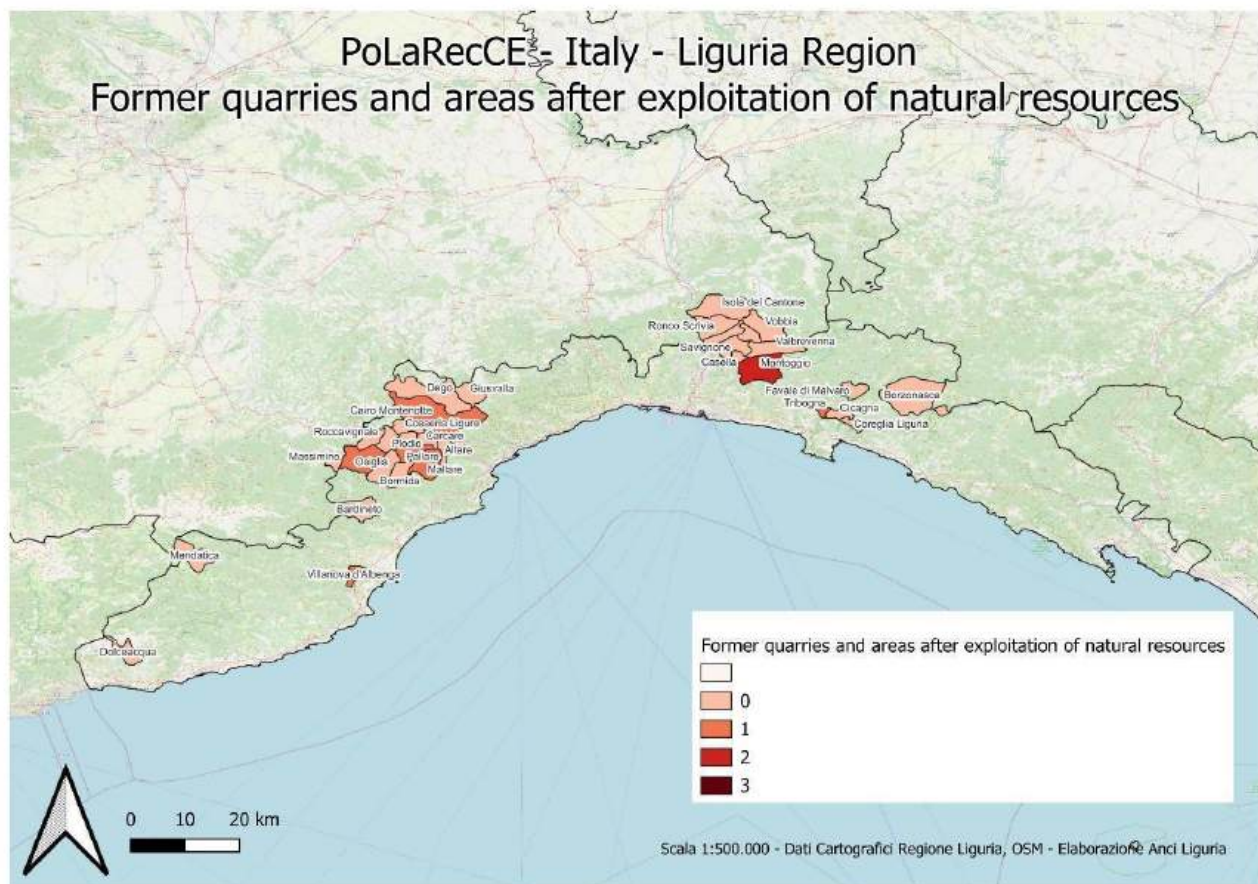 PoLaRecCE - Italy - Liguria Region
Former quarries and areas after exploitation of natural resources
Isola del Cantone
Ronco Scrivia
Vobbia
Savignone
Valbrevenna
Casella
Montoggio
Favale di Malvaro
Tribogna
Cicagna
Coreglia Ligure
Borzonasca
Dego
Giusvalla
Cairo Montenotte
Cosseria Ligure
Roccavignale
Carcare
Plodio
Altare
Massimino
Osiglia
Pallare
Mallare
Bormida
Bardineto
Mendatica
Villanova d'Albenga
Dolceacqua
Former quarries and areas after exploitation of natural resources
0
1
2
3
0 10 20 km
Scala 1:500.000 - Dati Cartografici Regione Liguria, OSM - Elaborazione Anci Liguria